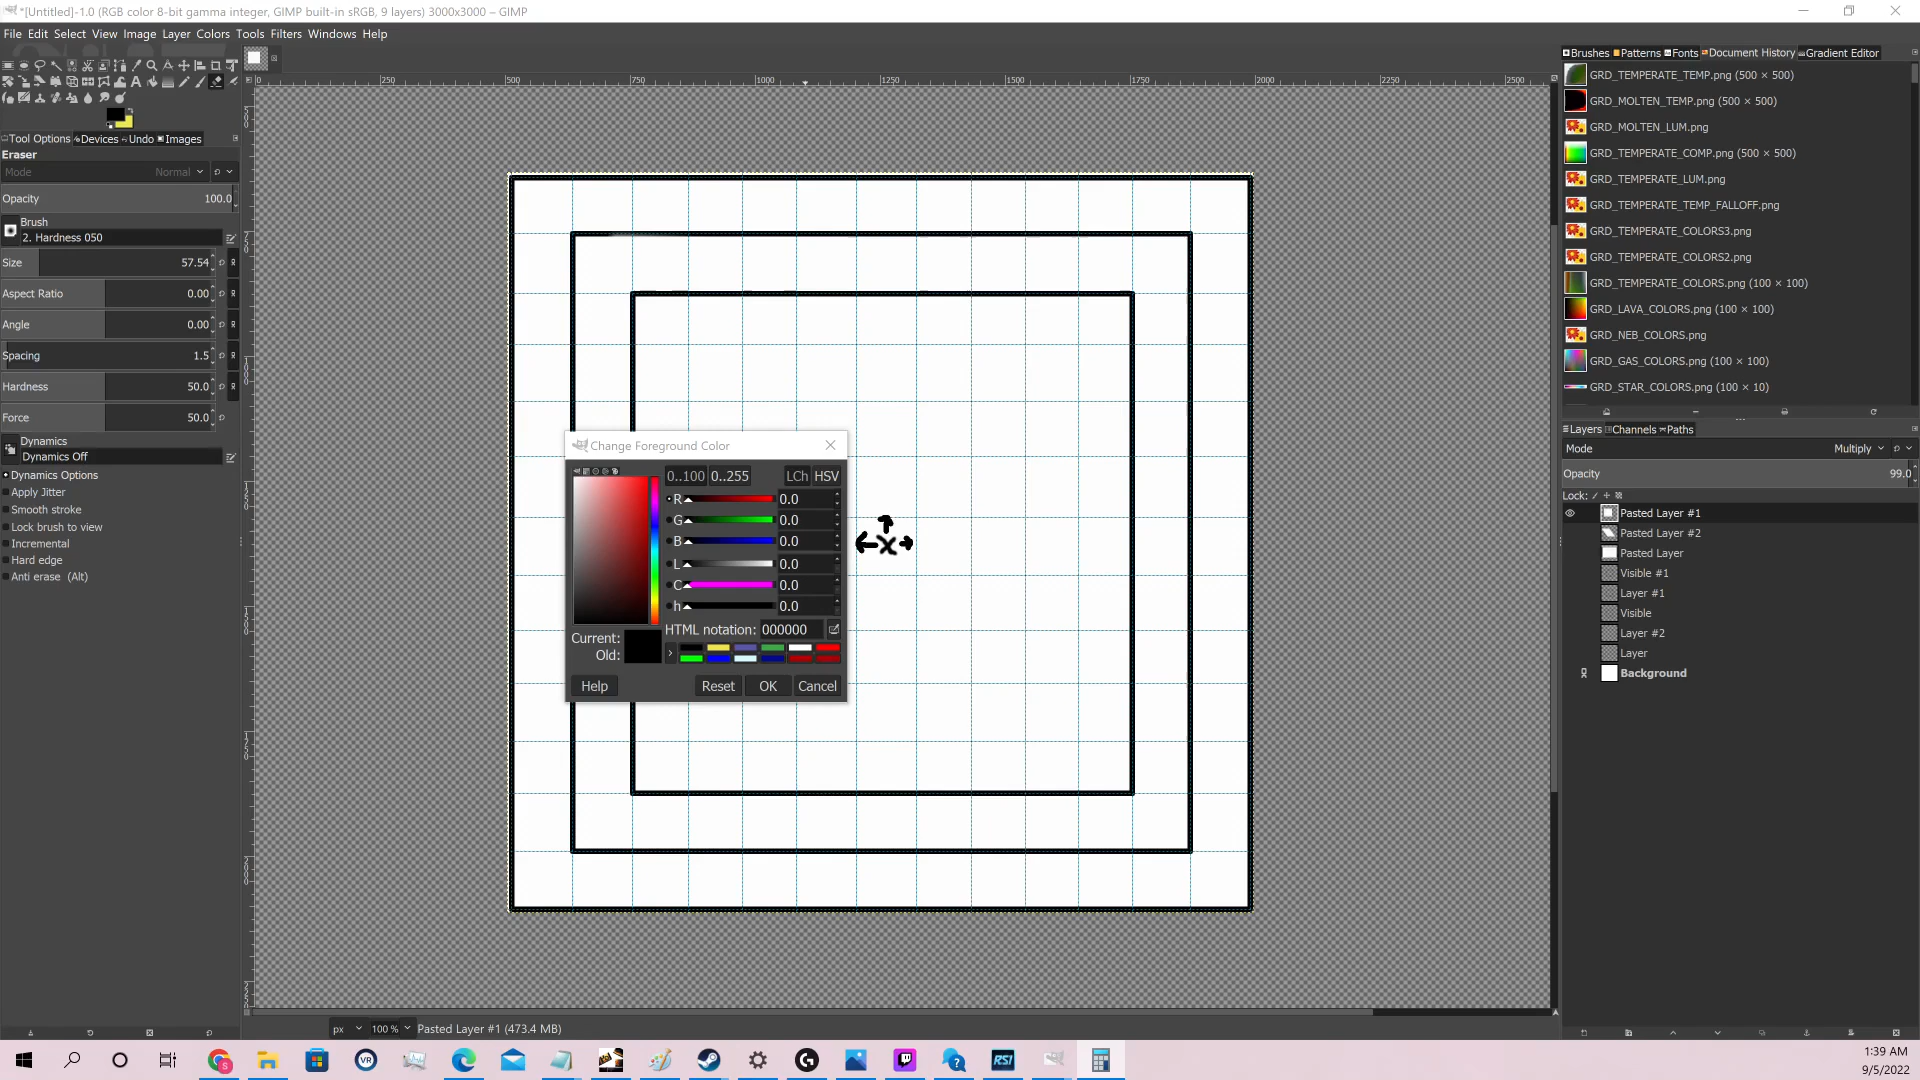 *[Untitled]-1.0 (RGB color 8-bit gamma integer, GIMP built-in sRGB, 9 layers) 3000x3000 – GIMP
File Edit Select View Image Layer Colors Tools Filters Windows Help
Tool Options Devices Undo Images
Eraser
Mode Normal
Opacity 100.0
Brush
2. Hardness 050
Size 57.54
Aspect Ratio 0.00
Angle 0.00
Spacing 1.5
Hardness 50.0
Force 50.0
Dynamics
Dynamics Off
Dynamics Options
Apply Jitter
Smooth stroke
Lock brush to view
Incremental
Hard edge
Anti erase (Alt)
0 250 500 750 1000 1250 1500 1750 2000 2250 2500
Change Foreground Color
0..100 0..255 LCh HSV
R 0.0
G 0.0
B 0.0
L 0.0
C 0.0
h 0.0
HTML notation: 000000
Current:
Old:
Help Reset OK Cancel
X
px 100 % Pasted Layer #1 (473.4 MB)
Brushes Patterns Fonts Document History Gradient Editor
GRD_TEMPERATE_TEMP.png (500 × 500)
GRD_MOLTEN_TEMP.png (500 × 500)
GRD_MOLTEN_LUM.png
GRD_TEMPERATE_COMP.png (500 × 500)
GRD_TEMPERATE_LUM.png
GRD_TEMPERATE_TEMP_FALLOFF.png
GRD_TEMPERATE_COLORS3.png
GRD_TEMPERATE_COLORS2.png
GRD_TEMPERATE_COLORS.png (100 × 100)
GRD_LAVA_COLORS.png (100 × 100)
GRD_NEB_COLORS.png
GRD_GAS_COLORS.png (100 × 100)
GRD_STAR_COLORS.png (100 × 10)
Layers Channels Paths
Mode Multiply
Opacity 99.0
Lock:
Pasted Layer #1
Pasted Layer #2
Pasted Layer
Visible #1
Layer #1
Visible
Layer #2
Layer
Background
VR
RSI
1:39 AM
9/5/2022